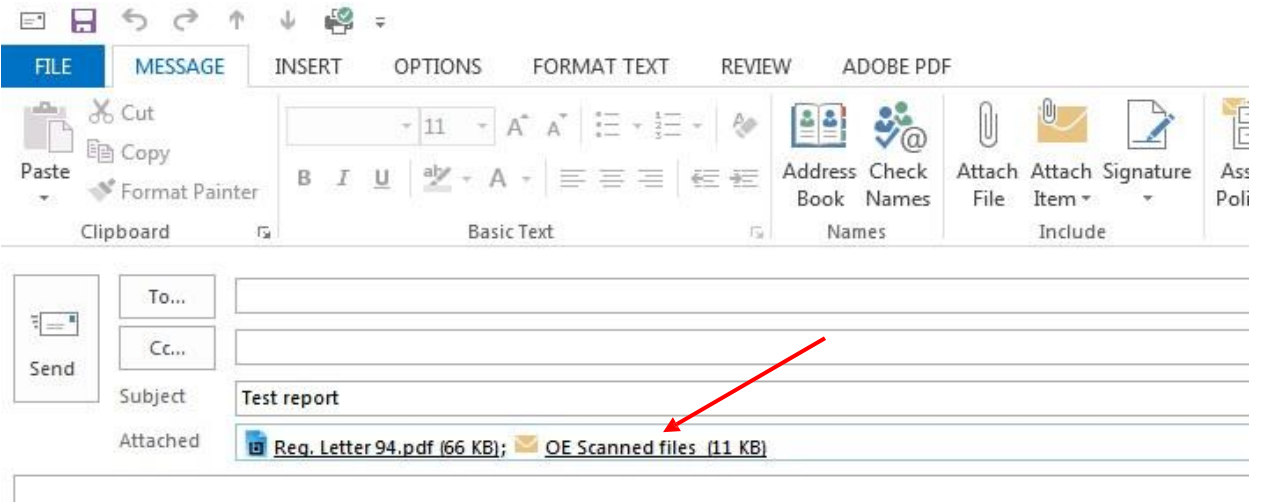 FILE MESSAGE INSERT OPTIONS FORMAT TEXT REVIEW ADOBE PDF
Paste
Cut
Copy
Format Painter
Clipboard
11
B I U
Basic Text
Address Book
Check Names
Names
Attach File
Attach Item
Signature
Include
Send
To...
Cc...
Subject Test report
Attached Reg. Letter 94.pdf (66 KB); OE Scanned files (11 KB)